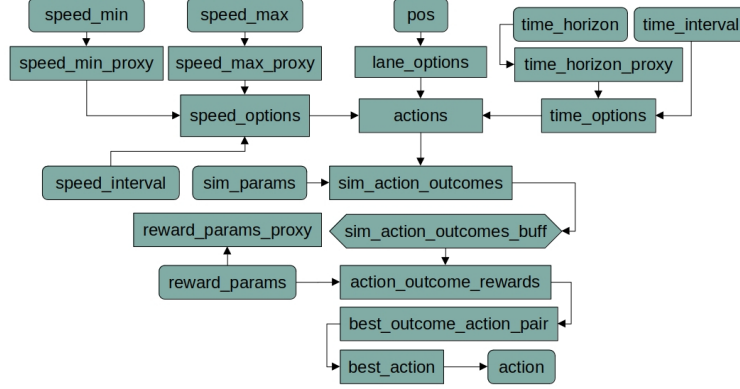 speed_min
speed_max
pos
time_horizon
time_interval
speed_min_proxy
speed_max_proxy
lane_options
time_horizon_proxy
speed_options
actions
time_options
speed_interval
sim_params
sim_action_outcomes
reward_params_proxy
sim_action_outcomes_buff
reward_params
action_outcome_rewards
best_outcome_action_pair
best_action
action